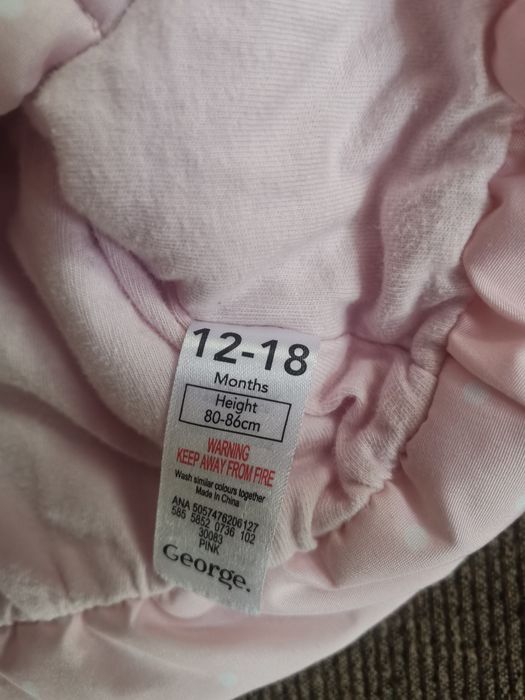 12-18
Months
Height
80-86cm
WARNING
KEEP AWAY FROM FIRE
Wash similar colours together
Made In China
ANA 5057476206127
585 5852 0736 102
30083
PINK
George.